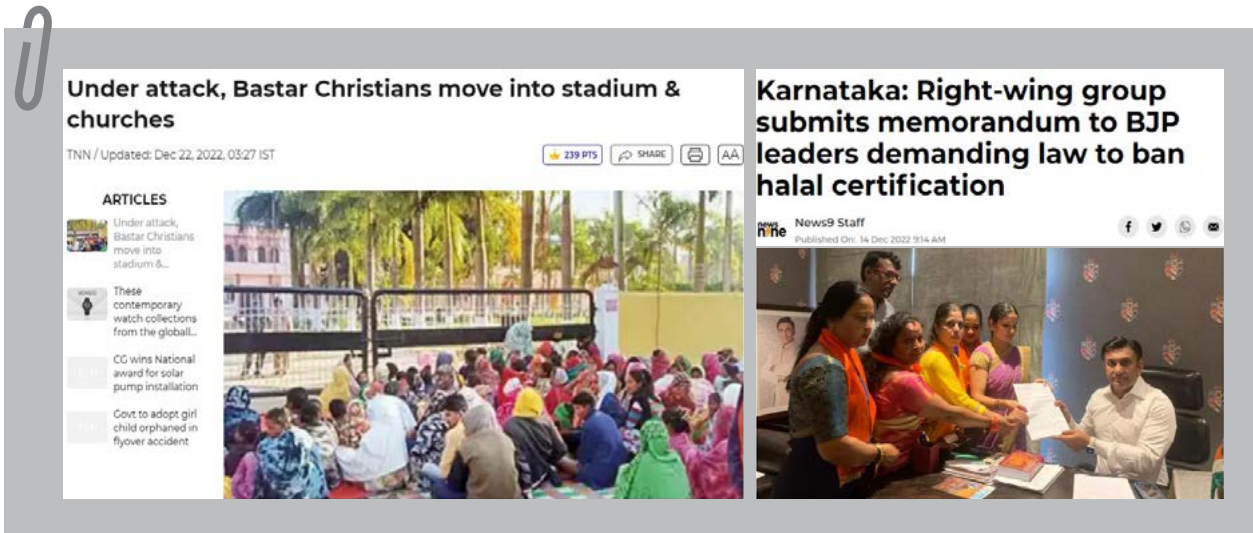 Under attack, Bastar Christians move into stadium &
churches
TNN / Updated: Dec 22, 2022, 03:27 IST
239 PTS
SHARE
AA
ARTICLES
Under attack,
Bastar Christians
move into
stadium &...
These
contemporary
watch collections
from the globall...
CG wins National
award for solar
pump installation
Govt to adopt girl
child orphaned in
flyover accident
Karnataka: Right-wing group
submits memorandum to BJP
leaders demanding law to ban
halal certification
news
nine
News9 Staff
Published On: 14 Dec 2022 9:14 AM